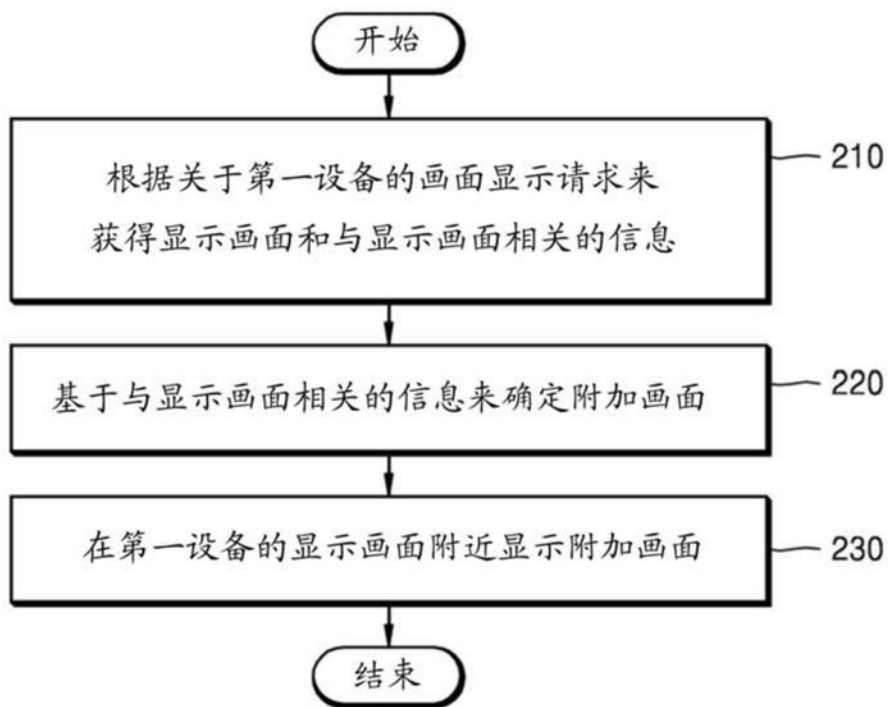 开始
根据关于第一设备的画面显示请求来
获得显示画面和与显示画面相关的信息
210
基于与显示画面相关的信息来确定附加画面
220
在第一设备的显示画面附近显示附加画面
230
结束